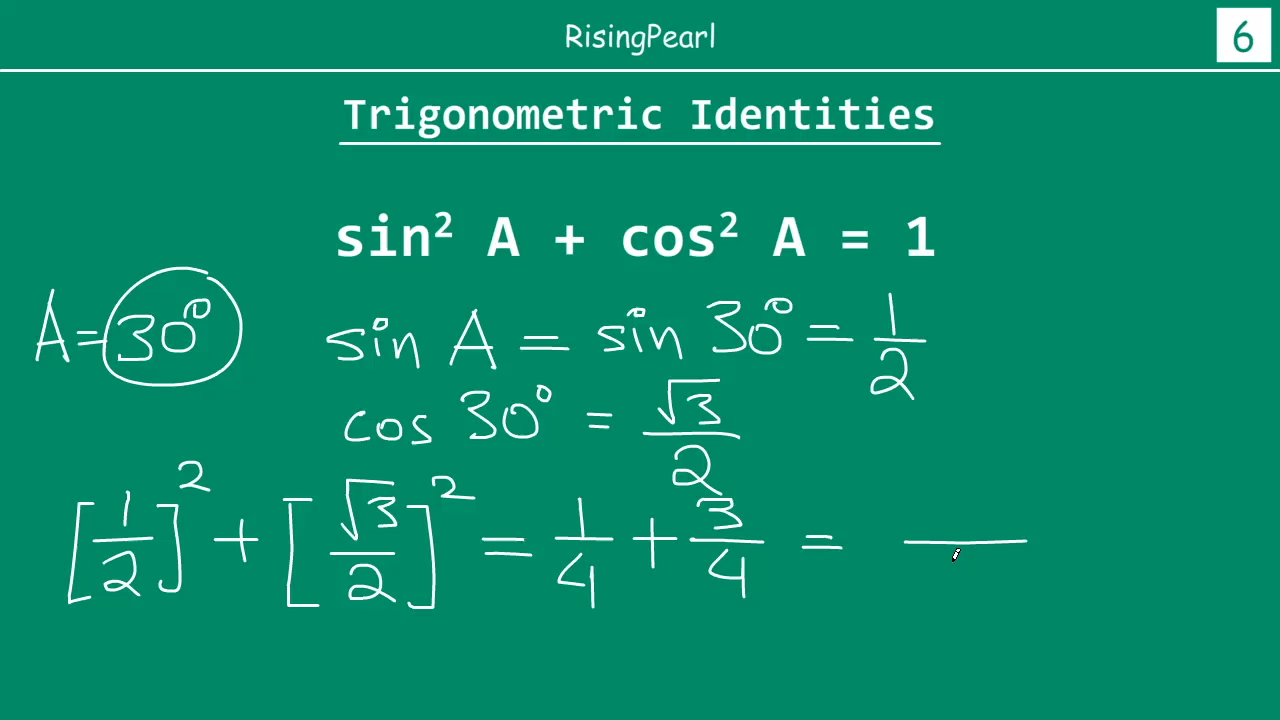 RisingPearl
6
Trigonometric Identities
sin² A + cos² A = 1
A = 30°
sin A = sin 30° = 1/2
cos 30° = √3/2
[1/2]² + [√3/2]² = 1/4 + 3/4 =